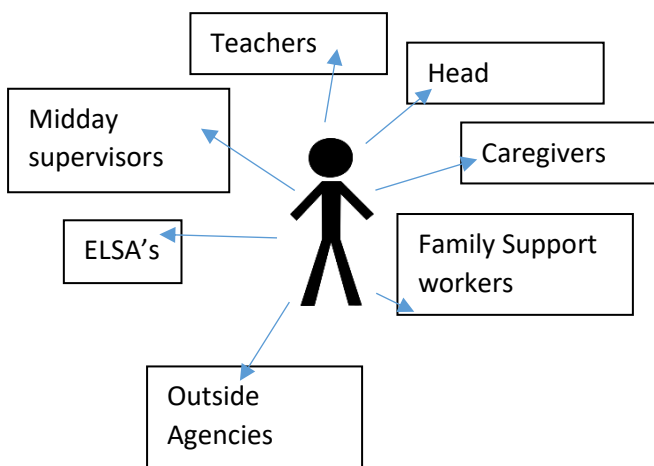 Teachers
Head
Midday
supervisors
Caregivers
ELSA’s
Family Support
workers
Outside
Agencies